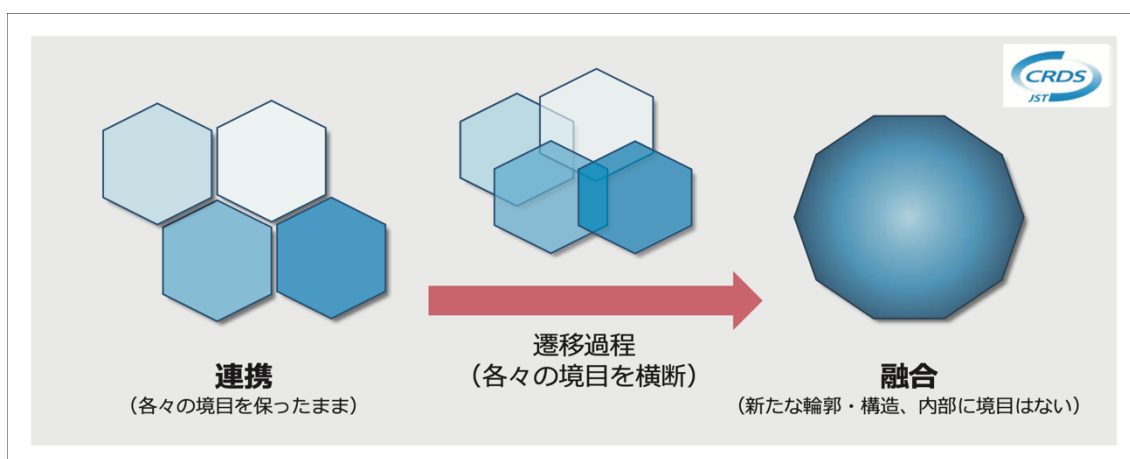 CRDS
JST
遷移過程
（各々の境目を横断）
連携
（各々の境目を保ったまま）
融合
（新たな輪郭・構造、内部に境目はない）